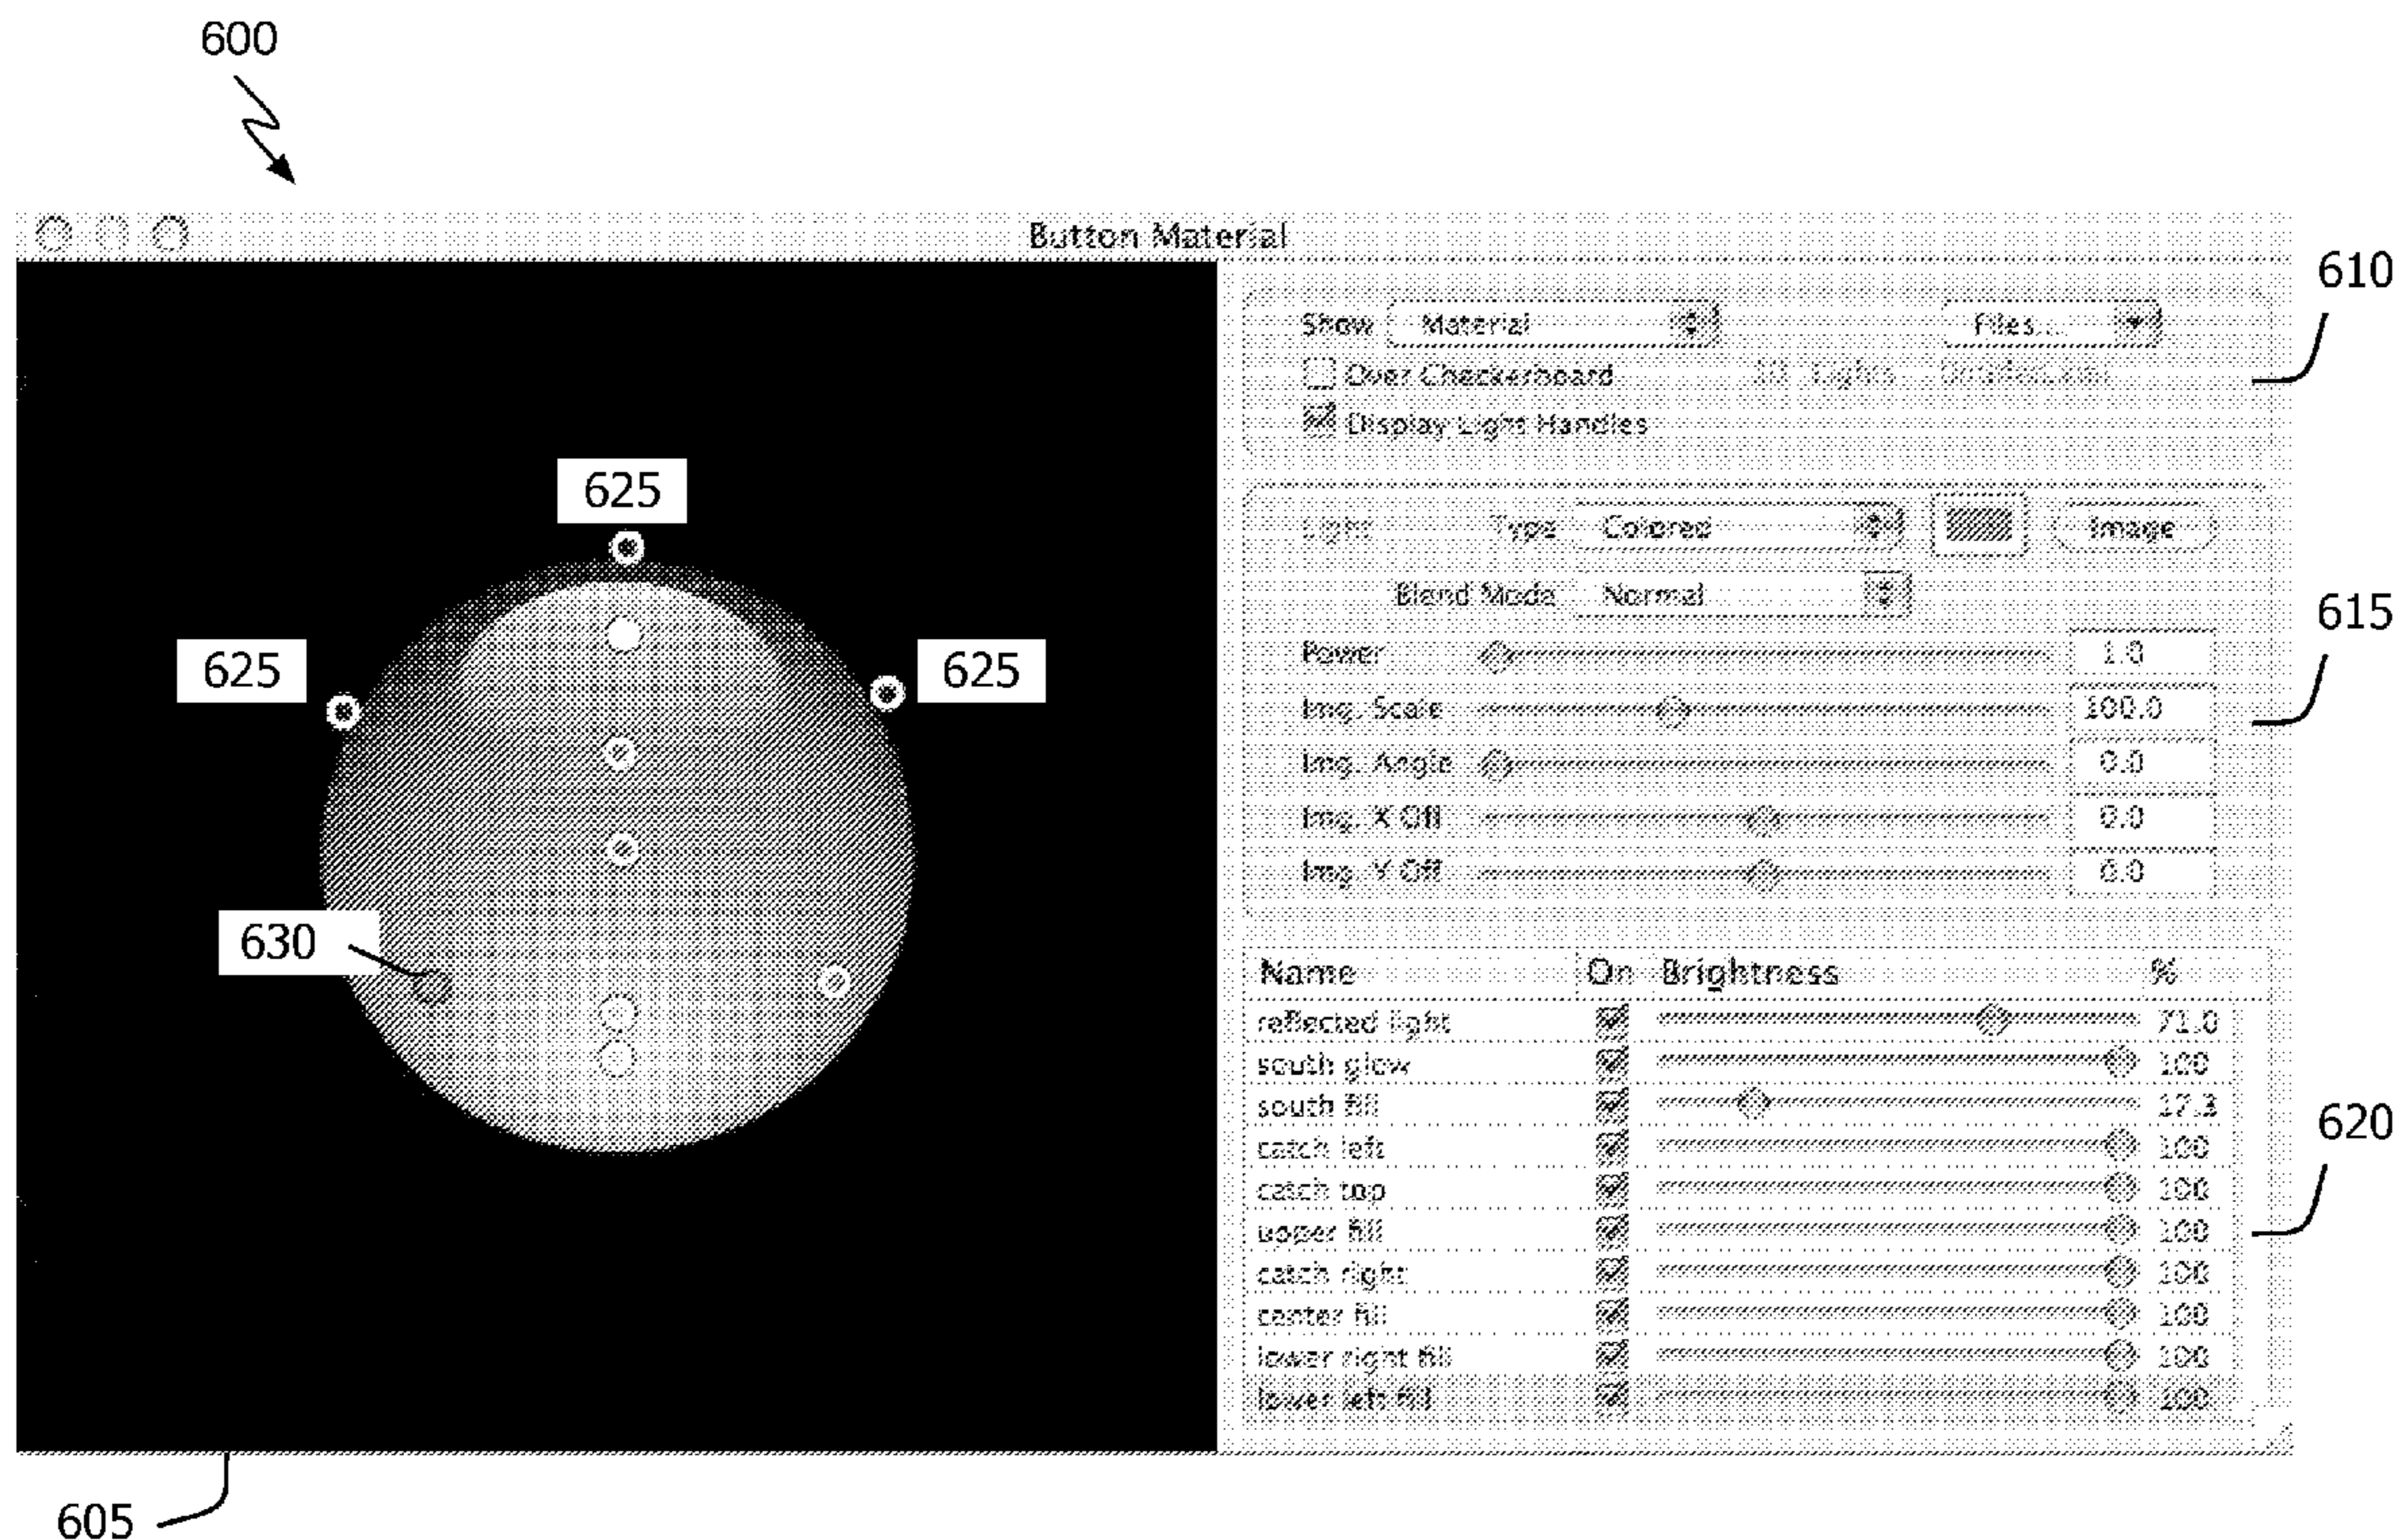 600
Button Material
610
Show Material Files...
Over Checkerboard Lights
Display Light Handles
625
Light Type Colored Image
Blend Mode Normal
615
625
625
Power 1.0
Img. Scale 100.0
Img. Angle 0.0
Img. X Off 0.0
Img. Y Off 0.0
630
Name On Brightness %
reflected light 71.0
south glow 100
south fill 17.3
620
catch left 100
catch top 100
upper fill 100
catch right 100
center fill 100
lower right fill 100
lower left fill 100
605